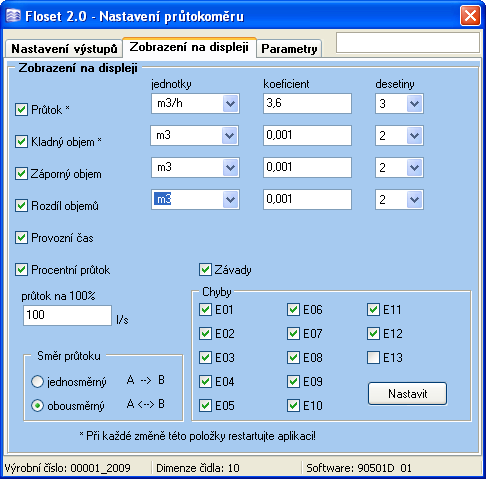 Floset 2.0 - Nastavení průtokoměru
Nastavení výstupů Zobrazení na displeji Parametry
Zobrazení na displeji
jednotky koeficient desetiny
Průtok * m3/h 3,6 3
Kladný objem * m3 0,001 2
Záporný objem m3 0,001 2
Rozdíl objemů m3 0,001 2
Provozní čas
Procentní průtok Závady
průtok na 100% Chyby
100 l/s E01 E06 E11
E02 E07 E12
Směr průtoku E03 E08 E13
jednosměrný A --> B E04 E09 Nastavit
obousměrný A <--> B E05 E10
* Při každé změně této položky restartujte aplikaci!
Výrobní číslo: 00001_2009 Dimenze čidla: 10 Software: 90501D 01